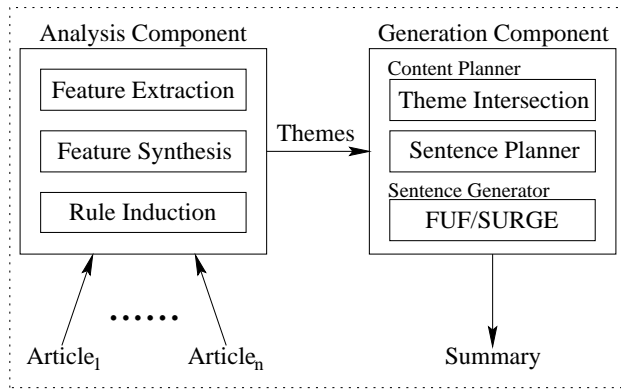 Analysis Component
Feature Extraction
Feature Synthesis
Rule Induction
Themes
Generation Component
Content Planner
Theme Intersection
Sentence Planner
Sentence Generator
FUF/SURGE
......
Article1
Articlen
Summary